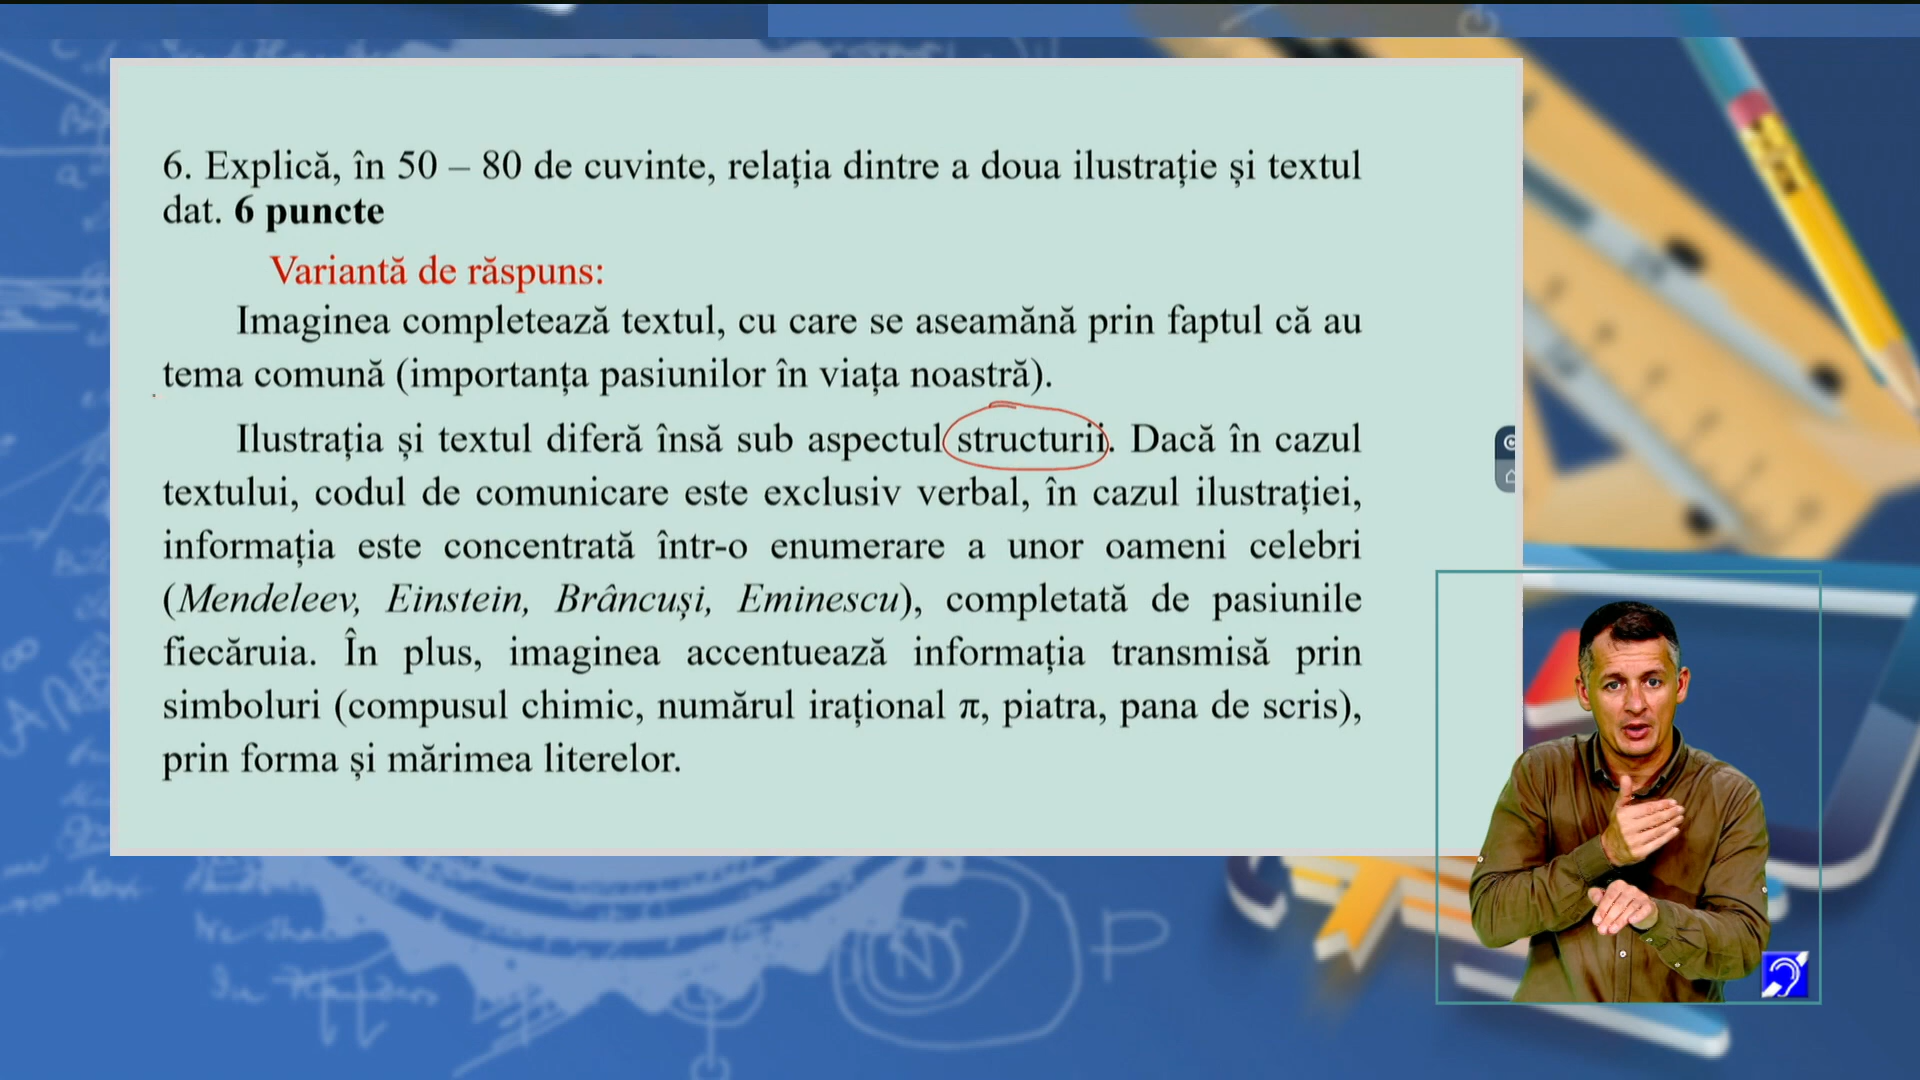 6. Explică, în 50 – 80 de cuvinte, relația dintre a doua ilustrație și textul
dat. 6 puncte
Variantă de răspuns:
Imaginea completează textul, cu care se aseamănă prin faptul că au
tema comună (importanța pasiunilor în viața noastră).
Ilustrația și textul diferă însă sub aspectul structurii. Dacă în cazul
textului, codul de comunicare este exclusiv verbal, în cazul ilustrației,
informația este concentrată într-o enumerare a unor oameni celebri
(Mendeleev, Einstein, Brâncuși, Eminescu), completată de pasiunile
fiecăruia. În plus, imaginea accentuează informația transmisă prin
simboluri (compusul chimic, numărul irațional π, piatra, pana de scris),
prin forma și mărimea literelor.
N
P